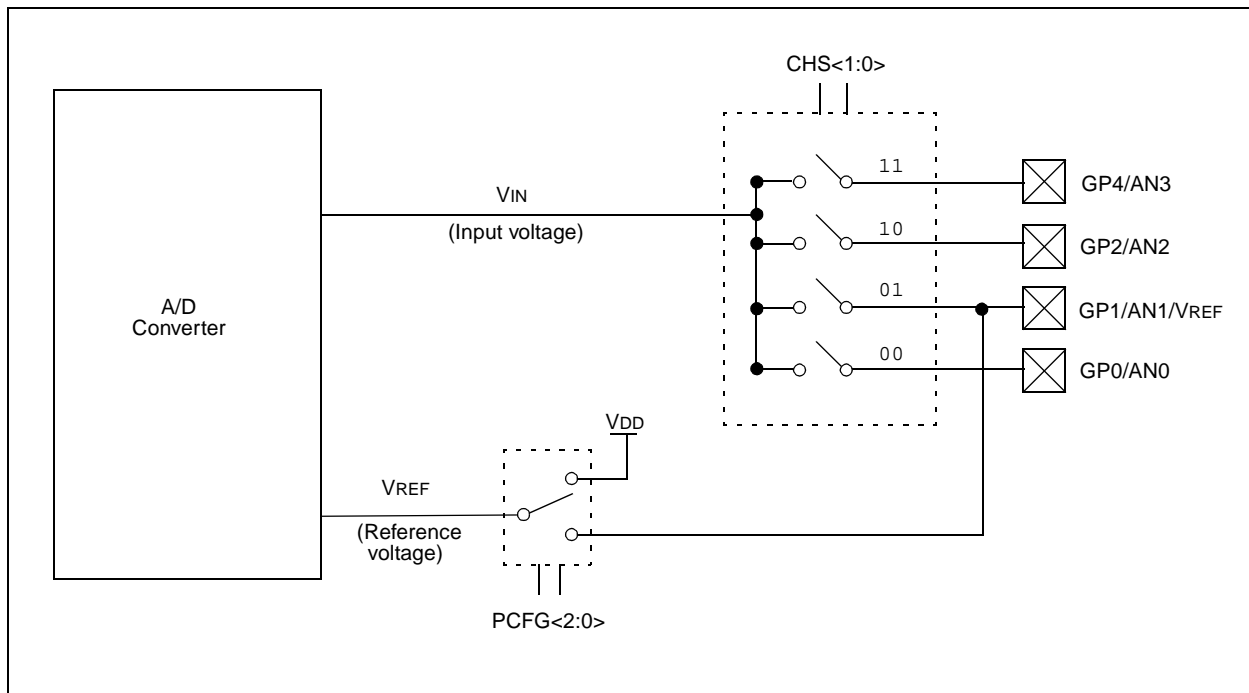 CHS<1:0>
11
GP4/AN3
VIN
(Input voltage)
10
GP2/AN2
A/D
Converter
01
GP1/AN1/VREF
00
GP0/AN0
VDD
VREF
(Reference
voltage)
PCFG<2:0>